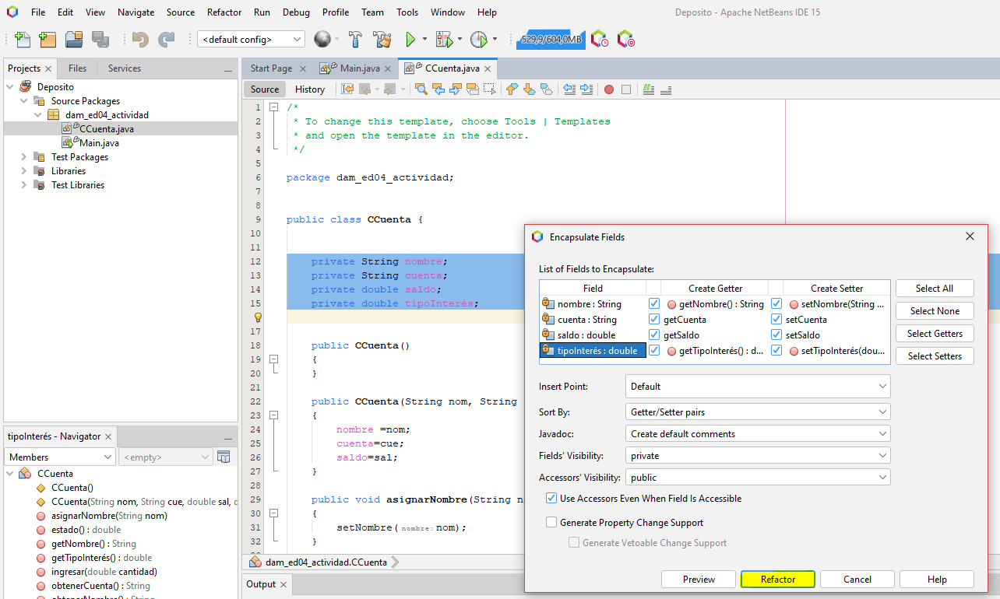 File Edit View Navigate Source Refactor Run Debug Profile Team Tools Window Help
Deposito - Apache NetBeans IDE 15
<default config>
529,9/604,0MB
Projects Files Services
Deposito
Source Packages
dam_ed04_actividad
CCuenta.java
Main.java
Test Packages
Libraries
Test Libraries
tipoInterés - Navigator
Members <empty>
CCuenta
CCuenta()
CCuenta(String nom, String cue, double sal, d
asignarNombre(String nom)
estado() : double
getNombre() : String
getTipoInterés() : double
ingresar(double cantidad)
obtenerCuenta() : String
obtenerNombre() : String
Start Page Main.java CCuenta.java
Source History
1 /*
2 * To change this template, choose Tools | Templates
3 * and open the template in the editor.
4 */
5
6 package dam_ed04_actividad;
7
8
9 public class CCuenta {
10
11
12 private String nombre;
13 private String cuenta;
14 private double saldo;
15 private double tipoInterés;
17
18 public CCuenta()
19 {
20 }
21
22 public CCuenta(String nom, String
23 {
24 nombre =nom;
25 cuenta=cue;
26 saldo=sal;
27 }
28
29 public void asignarNombre(String n
30 {
31 setNombre( nombre: nom);
32 }
dam_ed04_actividad.CCuenta
Output
Encapsulate Fields
List of Fields to Encapsulate:
Field Create Getter Create Setter
nombre : String getNombre() : String setNombre(String ...
cuenta : String getCuenta setCuenta
saldo : double getSaldo setSaldo
tipoInterés : double getTipoInterés() : d... setTipoInterés(dou...
Select All
Select None
Select Getters
Select Setters
Insert Point: Default
Sort By: Getter/Setter pairs
Javadoc: Create default comments
Fields' Visibility: private
Accessors' Visibility: public
Use Accessors Even When Field Is Accessible
Generate Property Change Support
Generate Vetoable Change Support
Preview Refactor Cancel Help